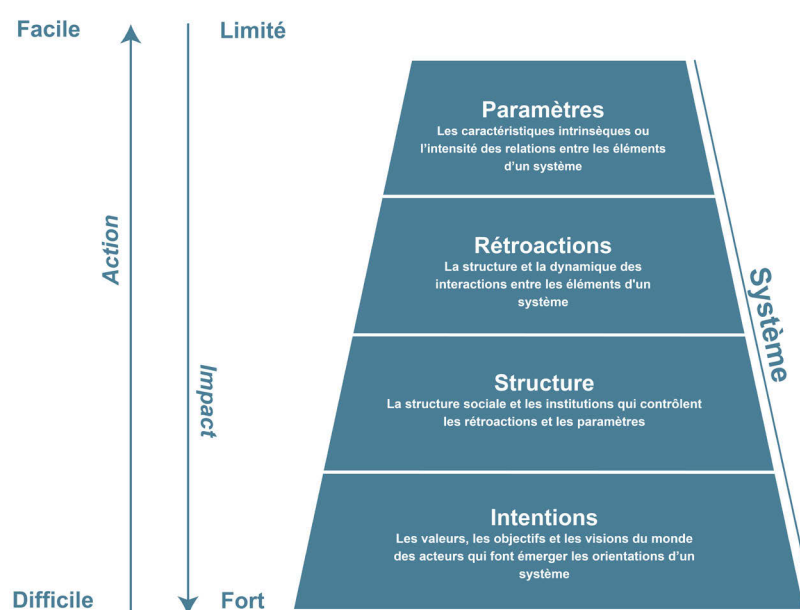 Facile
Limité
Paramètres
Les caractéristiques intrinsèques ou
l'intensité des relations entre les éléments
d'un système
Action
Rétroactions
La structure et la dynamique des
interactions entre les éléments d'un
système
Système
Impact
Structure
La structure sociale et les institutions qui contrôlent
les rétroactions et les paramètres
Intentions
Les valeurs, les objectifs et les visions du monde
des acteurs qui font émerger les orientations d'un
système
Difficile
Fort